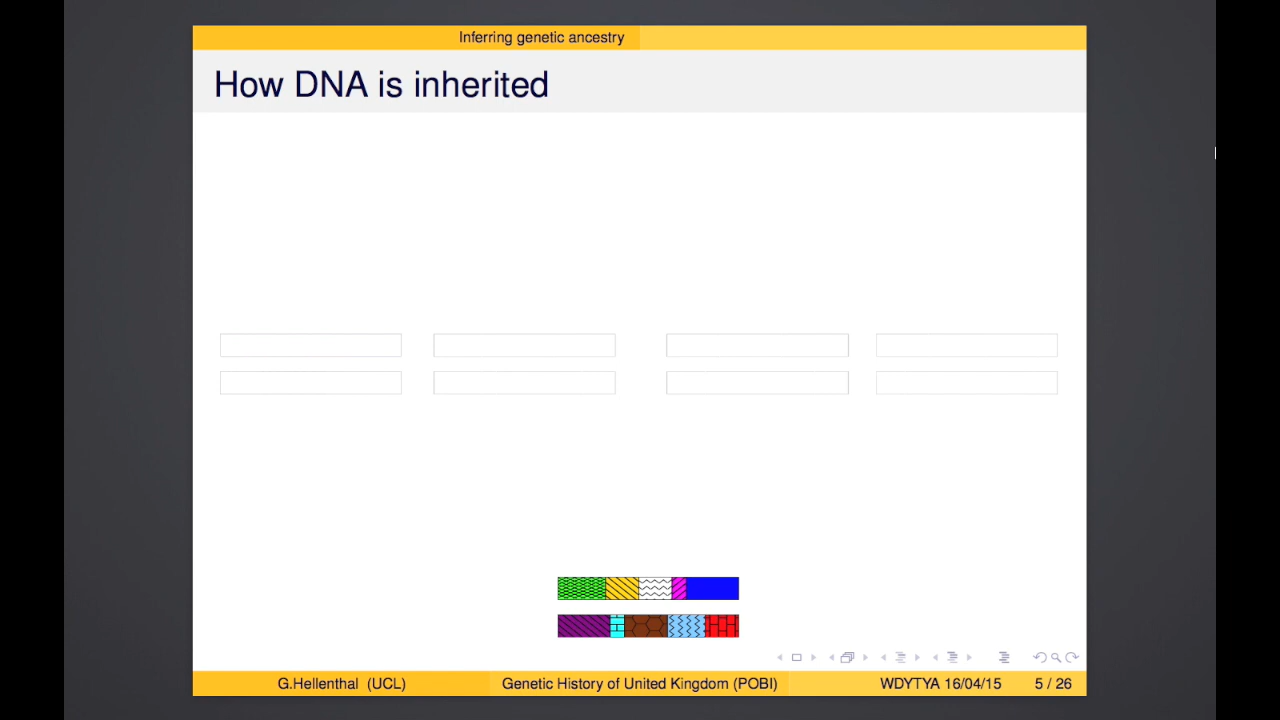 Inferring genetic ancestry
How DNA is inherited
G.Hellenthal (UCL) Genetic History of United Kingdom (POBI) WDYTYA 16/04/15 5 / 26